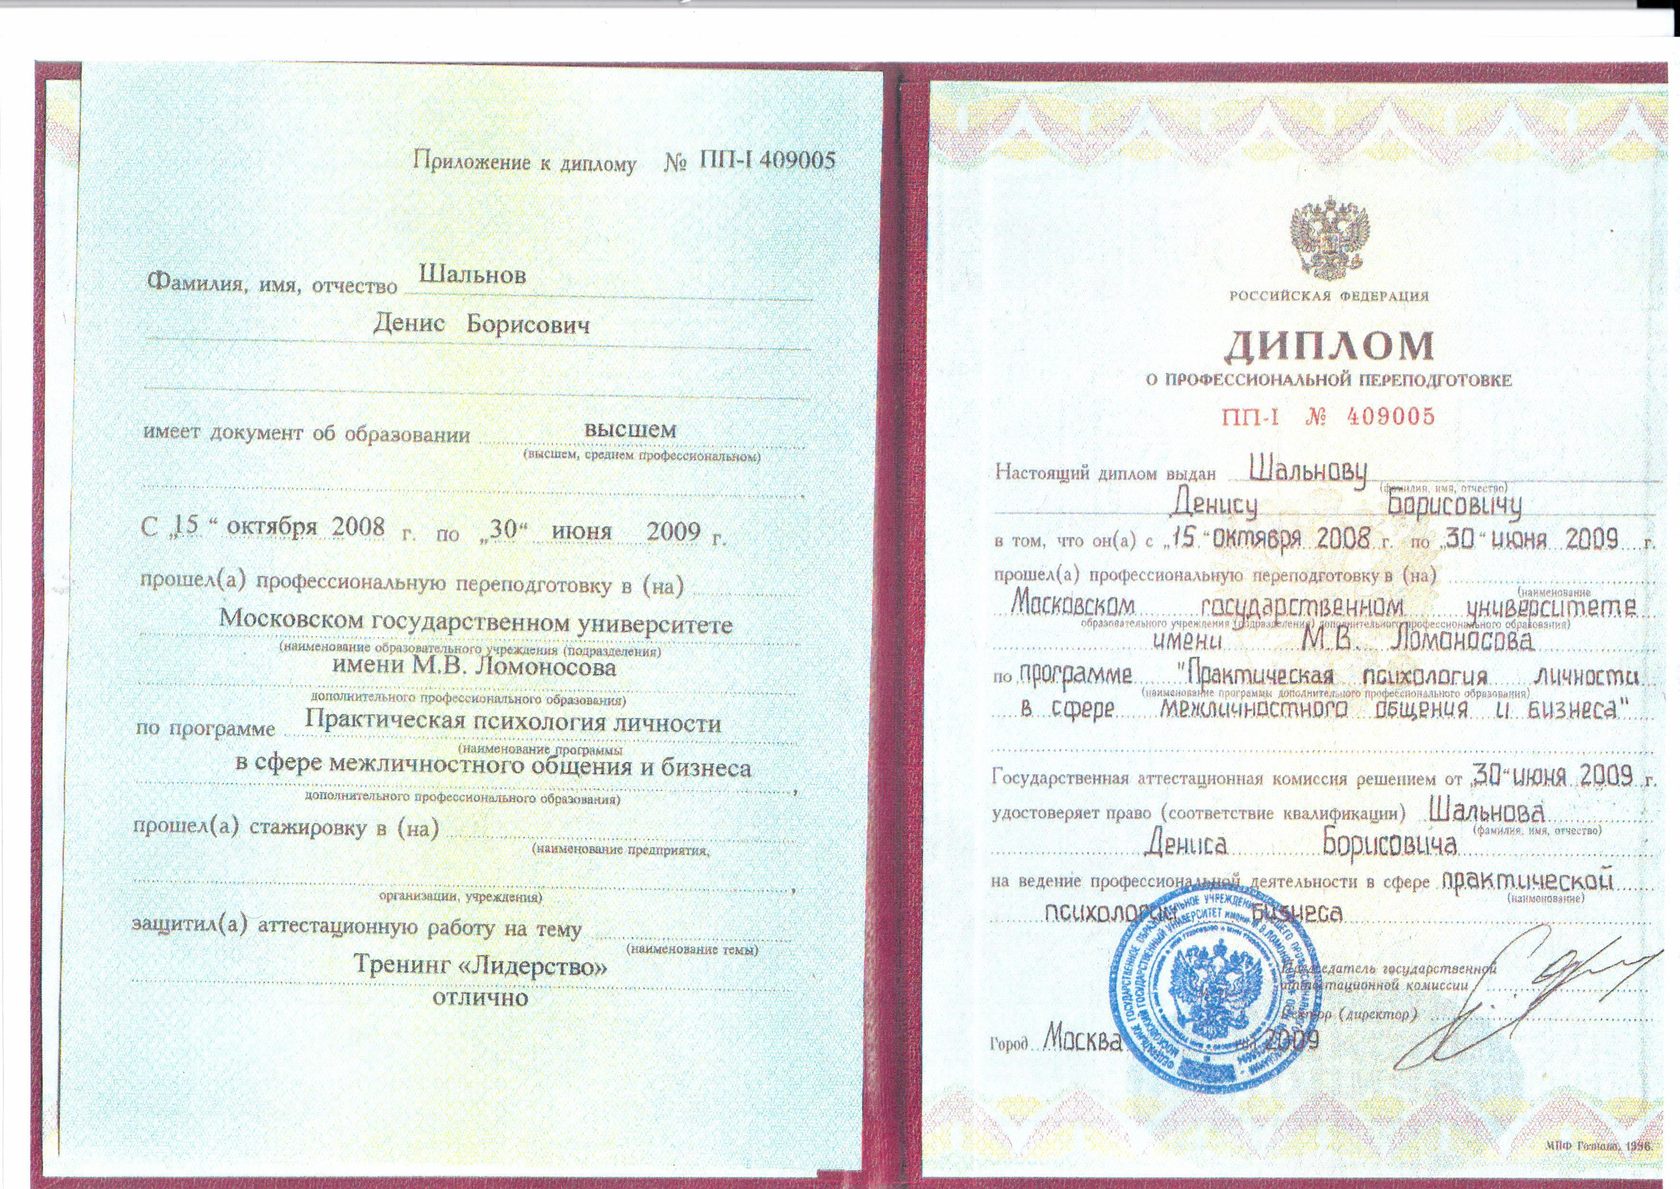 Приложение к диплому № ПП-I 409005
Фамилия, имя, отчество Шальнов
Денис Борисович
имеет документ об образовании высшем
(высшем, среднем профессиональном)
С „15 “ октября 2008 г. по „30“ июня 2009 г.
прошел(а) профессиональную переподготовку в (на)
Московском государственном университете
(наименование образовательного учреждения (подразделения)
имени М.В. Ломоносова
дополнительного профессионального образования)
по программе Практическая психология личности
(наименование программы
в сфере межличностного общения и бизнеса
дополнительного профессионального образования)
прошел(а) стажировку в (на)
(наименование предприятия,
организации, учреждения)
защитил(а) аттестационную работу на тему
(наименование темы)
Тренинг «Лидерство»
отлично
РОССИЙСКАЯ ФЕДЕРАЦИЯ
ДИПЛОМ
О ПРОФЕССИОНАЛЬНОЙ ПЕРЕПОДГОТОВКЕ
ПП-I № 409005
Настоящий диплом выдан Шальнову
(фамилия, имя, отчество)
Денису Борисовичу
в том, что он(а) с „15 “ октября 2008 г. по „30 “ июня 2009 г.
прошел(а) профессиональную переподготовку в (на)
(наименование
Московском государственном университете
образовательного учреждения (подразделения) дополнительного профессионального образования)
имени М.В. Ломоносова
по программе "Практическая психология личности
(наименование программы дополнительного профессионального образования)
в сфере межличностного общения и бизнеса"
Государственная аттестационная комиссия решением от „30 “ июня 2009 г.
удостоверяет право (соответствие квалификации) Шальнова
(фамилия, имя, отчество)
Дениса Борисовича
на ведение профессиональной деятельности в сфере практической
(наименование)
психологии бизнеса
Председатель государственной
аттестационной комиссии
Ректор (директор)
Город Москва 2009
МПФ Гознака, 1996.